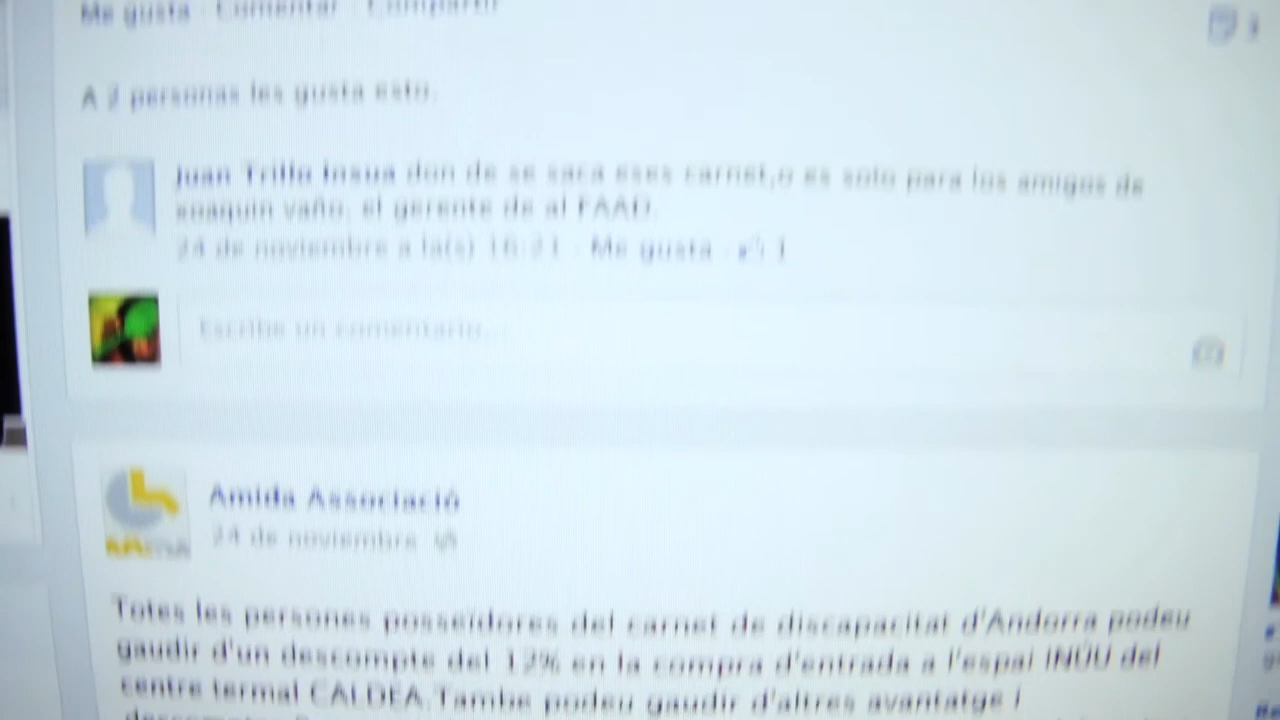 Me gusta · Comentar · Compartir
A 2 personas les gusta esto.
Juan Trillo Insua don de se saca eses carnet,o es solo para los amigos de
soaquin vaño, el gerente de al FAAD.
24 de noviembre a la(s) 16:21 · Me gusta · 1
Escribe un comentario...
Amida Associació
24 de noviembre
Totes les persones posseïdores del carnet de discapacitat d'Andorra podeu
gaudir d'un descompte del 12% en la compra d'entrada a l'espai INÚU del
centre termal CALDEA.Tambe podeu gaudir d'altres avantatge i